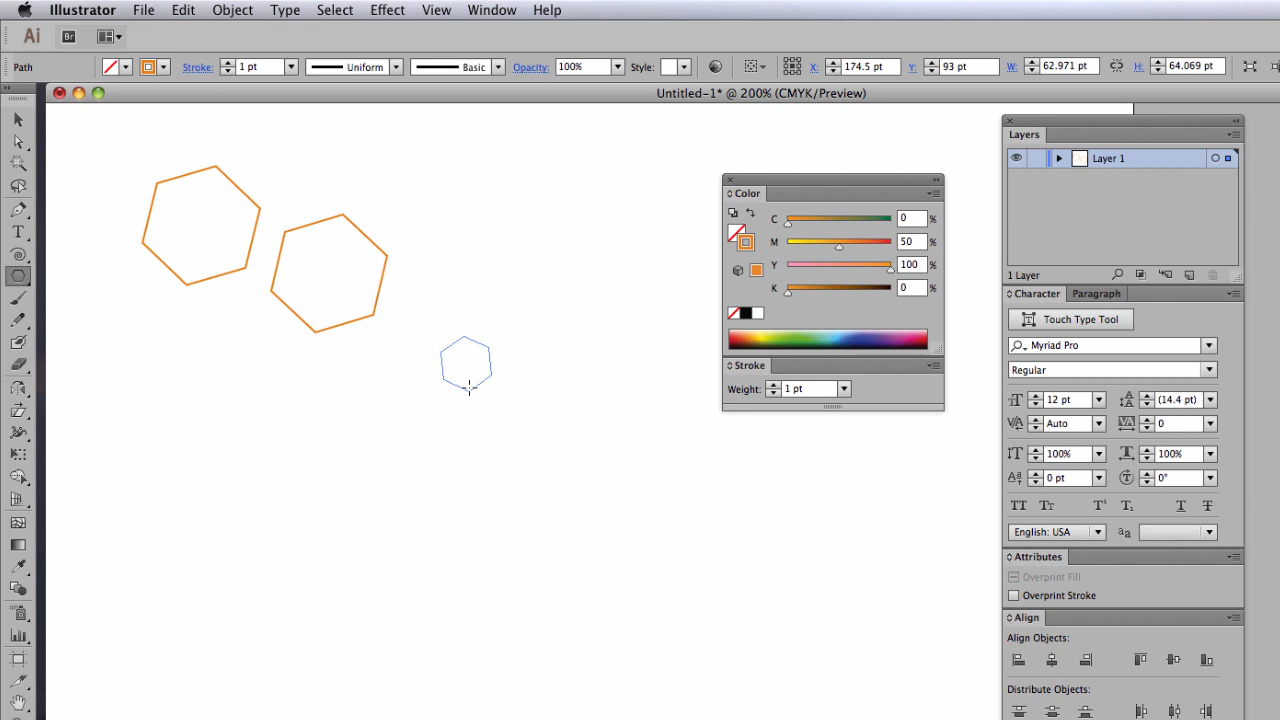 Illustrator File Edit Object Type Select Effect View Window Help
Ai Br
Path Stroke: 1 pt Uniform Basic Opacity: 100% Style: X: 174.5 pt Y: 93 pt W: 62.971 pt H: 64.069 pt
Untitled-1* @ 200% (CMYK/Preview)
Layers
Layer 1
1 Layer
Color
C 0 %
M 50 %
Y 100 %
K 0 %
Stroke
Weight: 1 pt
Character Paragraph
Touch Type Tool
Myriad Pro
Regular
12 pt (14.4 pt)
Auto 0
100% 100%
0 pt 0°
English: USA
Attributes
Overprint Fill
Overprint Stroke
Align
Align Objects:
Distribute Objects: